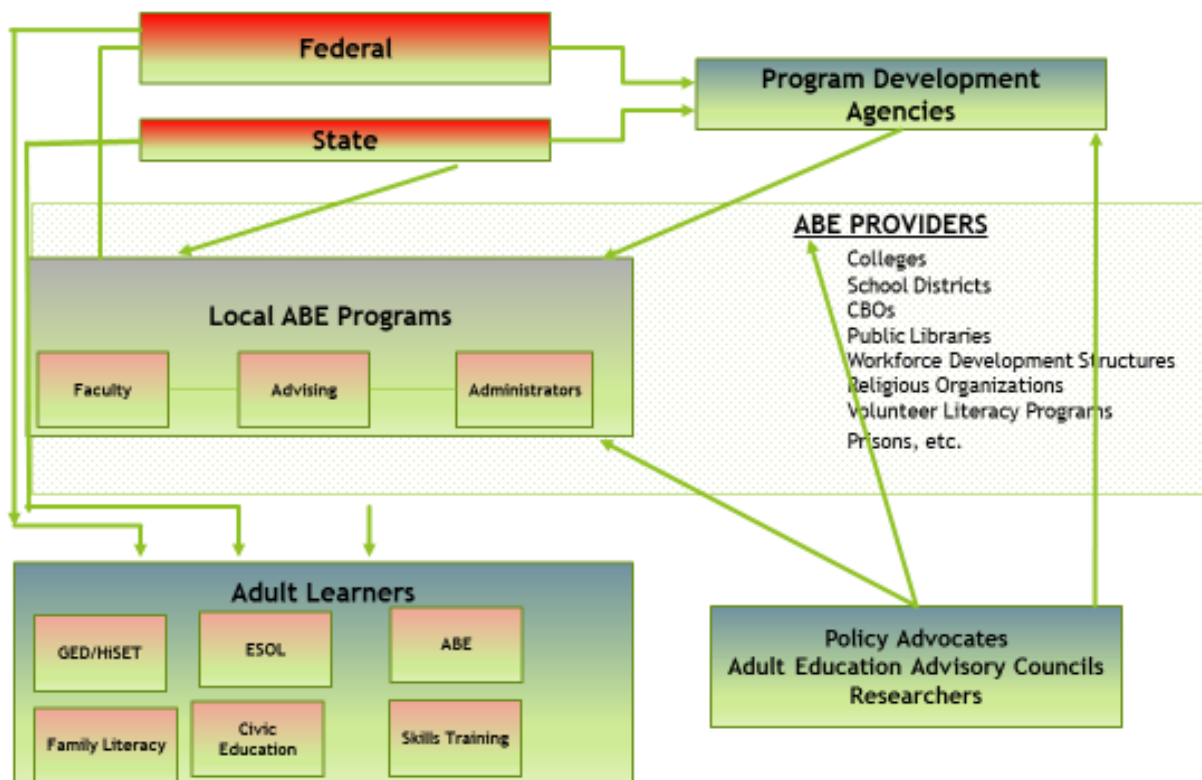 Federal
Program Development
Agencies
State
ABE PROVIDERS
Colleges
School Districts
CBOs
Public Libraries
Workforce Development Structures
Religious Organizations
Volunteer Literacy Programs
Prisons, etc.
Local ABE Programs
Faculty
Advising
Administrators
Adult Learners
GED/HiSET
ESOL
ABE
Family Literacy
Civic
Education
Skills Training
Policy Advocates
Adult Education Advisory Councils
Researchers